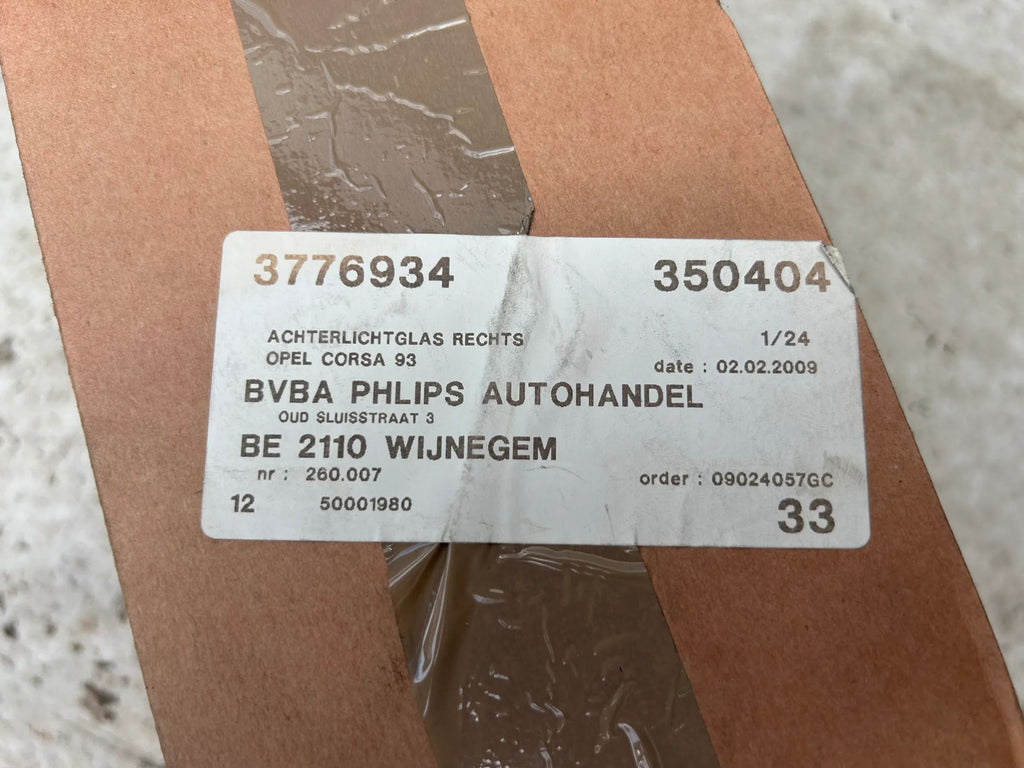 3776934 350404
ACHTERLICHTGLAS RECHTS 1/24
OPEL CORSA 93 date : 02.02.2009
BVBA PHLIPS AUTOHANDEL
OUD SLUISSTRAAT 3
BE 2110 WIJNEGEM
nr : 260.007 order : 09024057GC
12 50001980 33